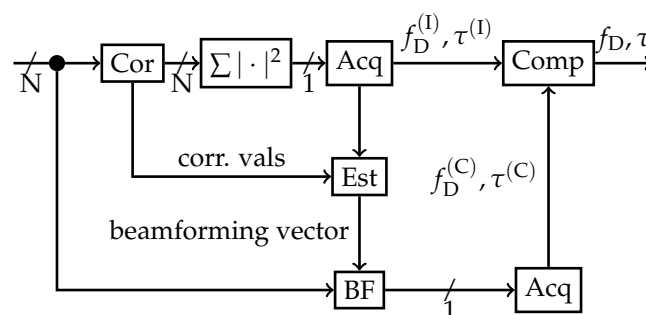 f_D^(I), τ^(I)
f_D, τ
Cor
∑ | · |²
Acq
Comp
N
N
1
corr. vals
Est
f_D^(C), τ^(C)
beamforming vector
BF
Acq
1